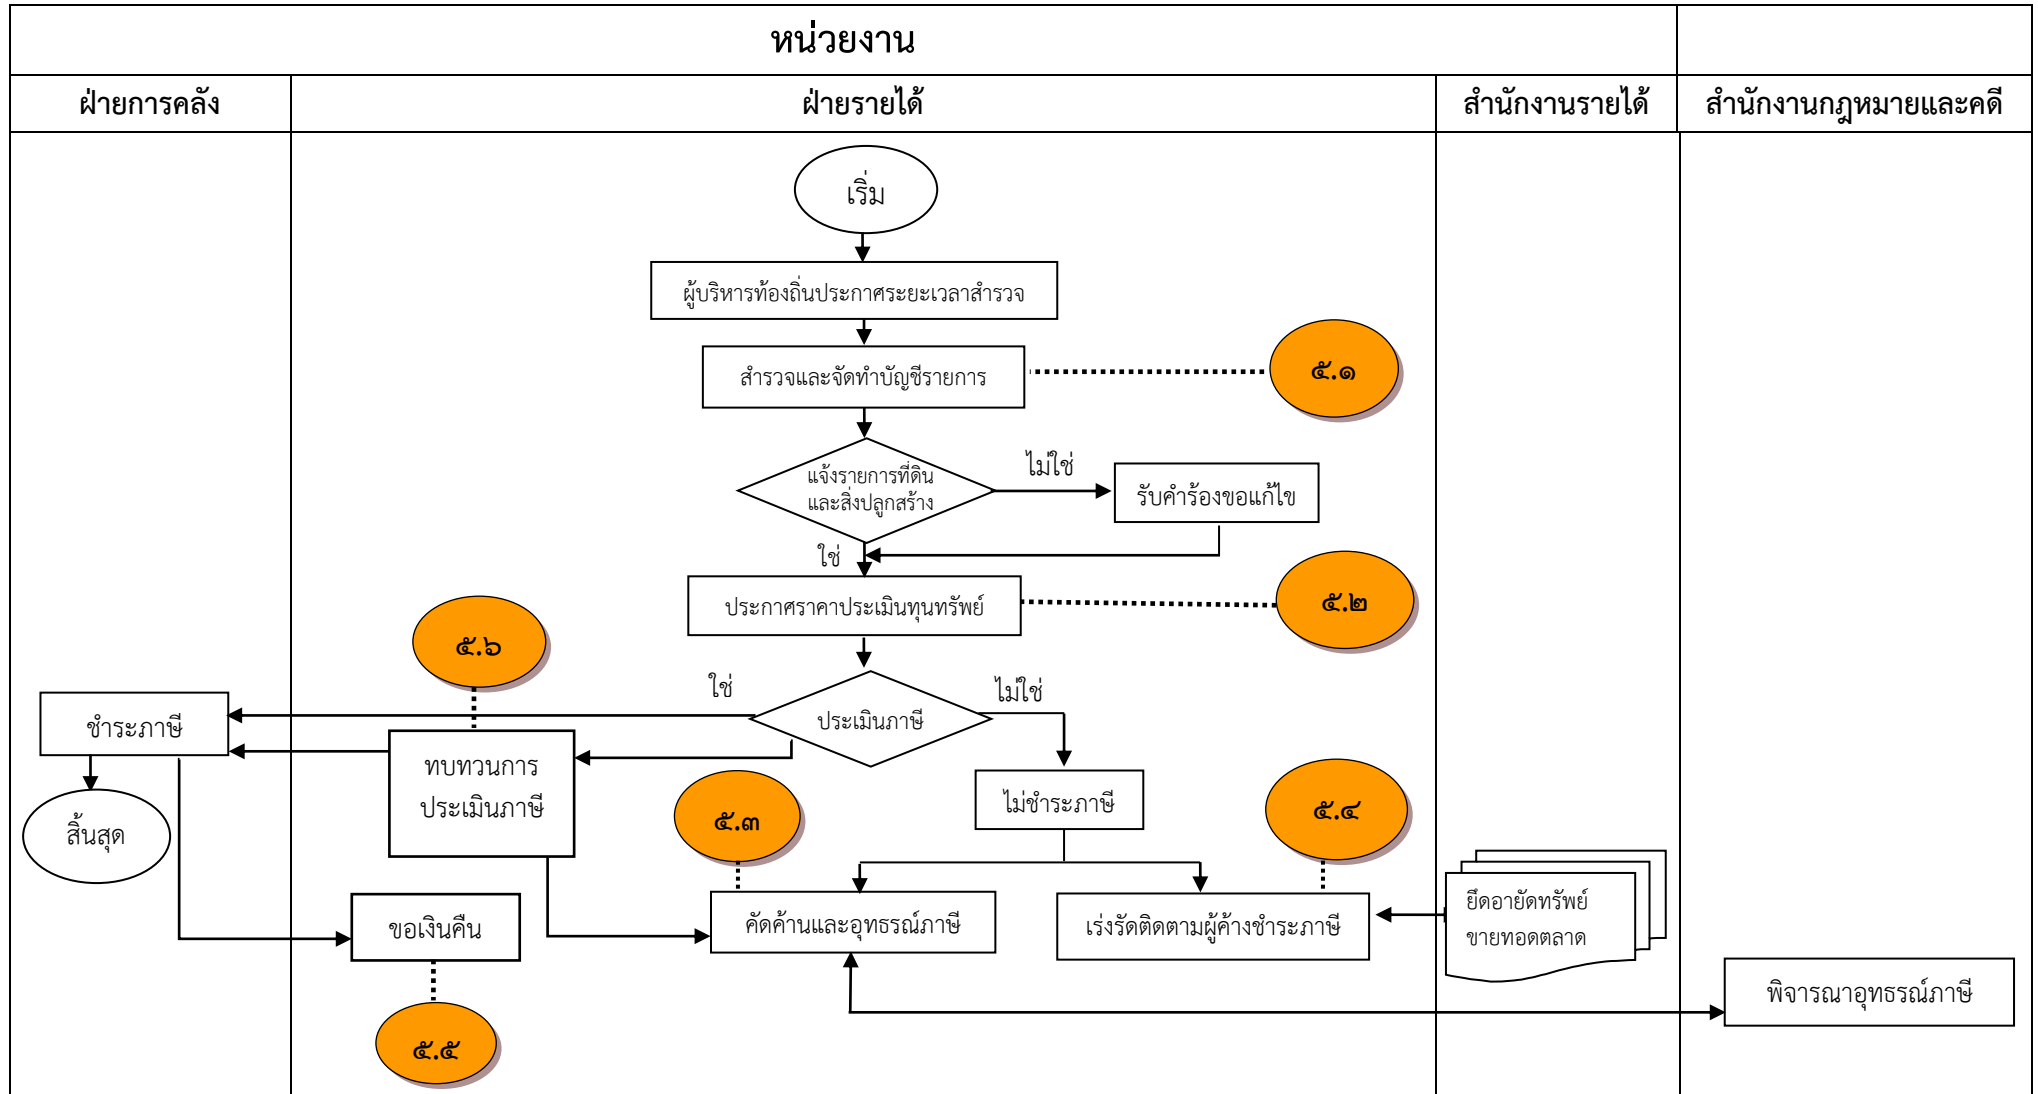 หน่วยงาน
ฝ่ายการคลัง
ฝ่ายรายได้
สำนักงานรายได้
สำนักงานกฎหมายและคดี
เริ่ม
ผู้บริหารท้องถิ่นประกาศระยะเวลาสำรวจ
สำรวจและจัดทำบัญชีรายการ
๕.๑
แจ้งรายการที่ดิน
และสิ่งปลูกสร้าง
ไม่ใช่
รับคำร้องขอแก้ไข
ใช่
ประกาศราคาประเมินทุนทรัพย์
๕.๒
๕.๖
ใช่
ไม่ใช่
ชำระภาษี
ประเมินภาษี
ทบทวนการ
ประเมินภาษี
ไม่ชำระภาษี
๕.๓
๕.๔
สิ้นสุด
ขอเงินคืน
คัดค้านและอุทธรณ์ภาษี
เร่งรัดติดตามผู้ค้างชำระภาษี
ยึดอายัดทรัพย์
ขายทอดตลาด
พิจารณาอุทธรณ์ภาษี
๕.๕